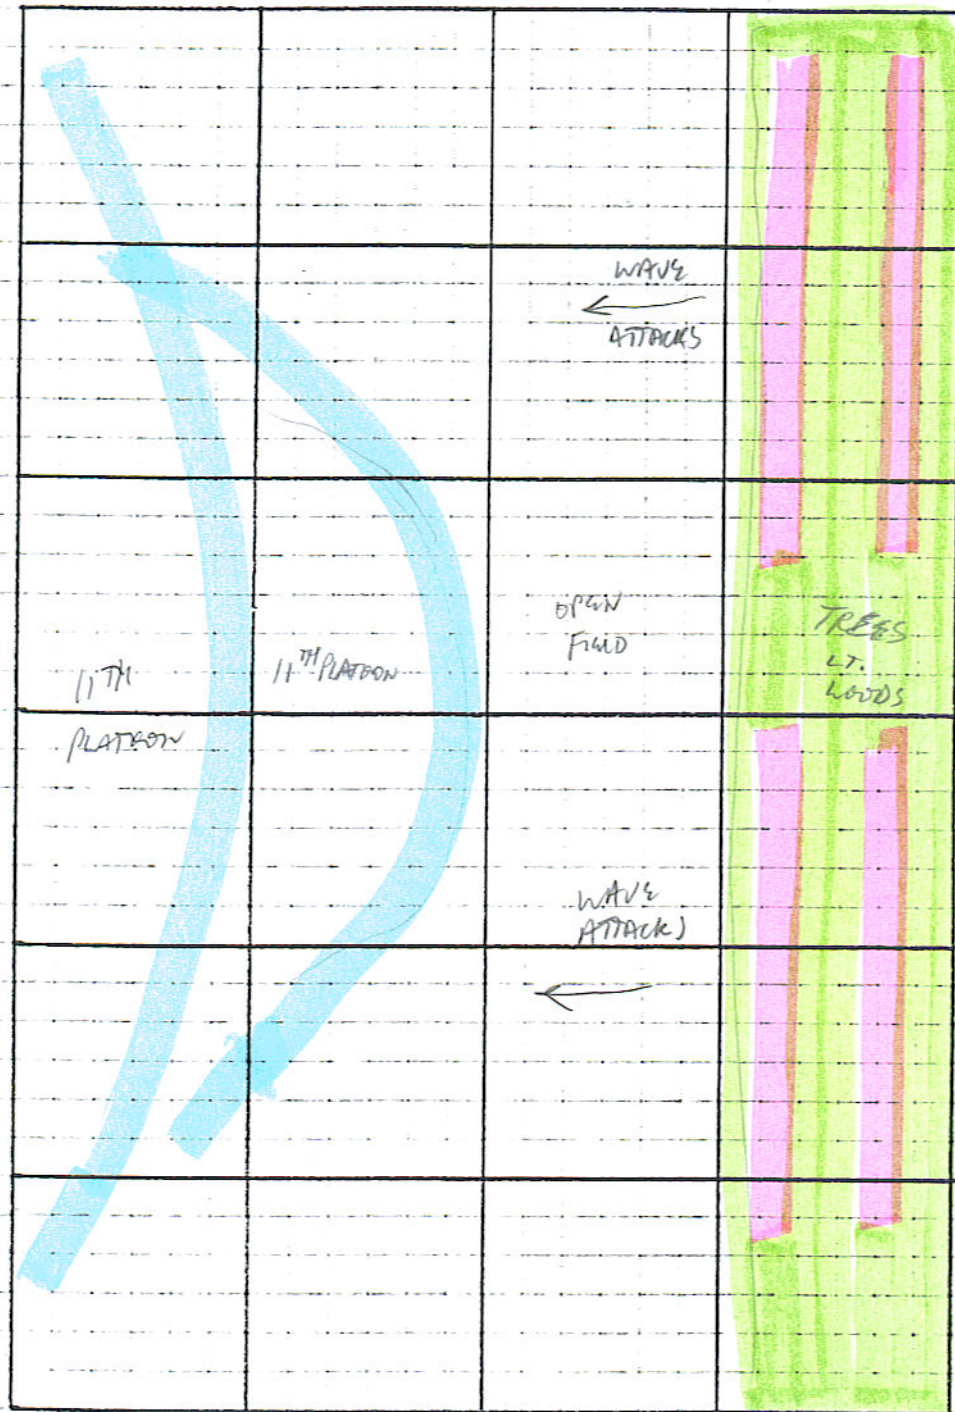 WAVE
ATTACKS
OPEN
FIELD
TREES
LT.
WOODS
11TH PLATOON
11TH
PLATOON
WAVE
ATTACKS